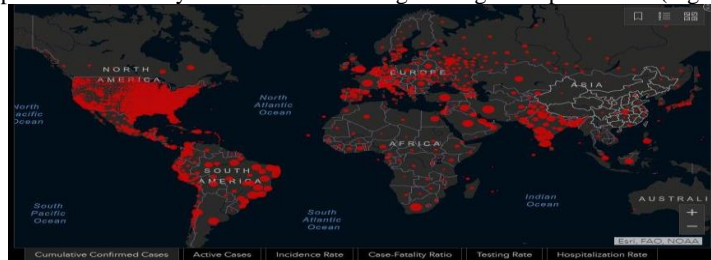 NORTH
AMERICA
North
Atlantic
Ocean
EUROPE
ASIA
North
acific
Ocean
AFRICA
SOUTH
AMERICA
Indian
Ocean
AUSTRALI
South
Pacific
Ocean
South
Atlantic
Ocean
+
−
Esri, FAO, NOAA
Cumulative Confirmed Cases
Active Cases
Incidence Rate
Case-Fatality Ratio
Testing Rate
Hospitalization Rate